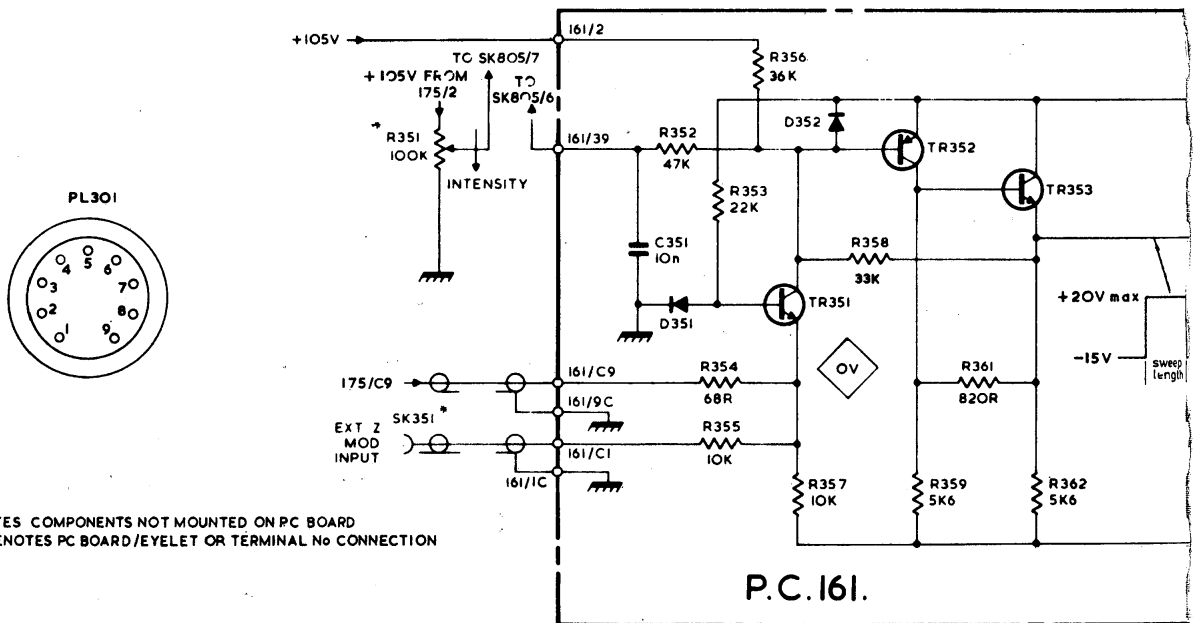 PL301
1
2
3
4
5
6
7
8
9
+105V
161/2
TO SK805/7
+105V FROM
175/2
TO
SK805/6
*
R351
100K
INTENSITY
161/39
R352
47K
R356
36K
D352
TR352
TR353
R353
22K
C351
10n
D351
TR351
R358
33K
+20V max
-15V
sweep
length
OV
175/C9
161/C9
R354
68R
161/9C
SK351 *
EXT Z
MOD
INPUT
161/C1
R355
10K
161/1C
R361
820R
R357
10K
R359
5K6
R362
5K6
TES COMPONENTS NOT MOUNTED ON PC BOARD
ENOTES PC BOARD/EYELET OR TERMINAL No CONNECTION
P.C.161.